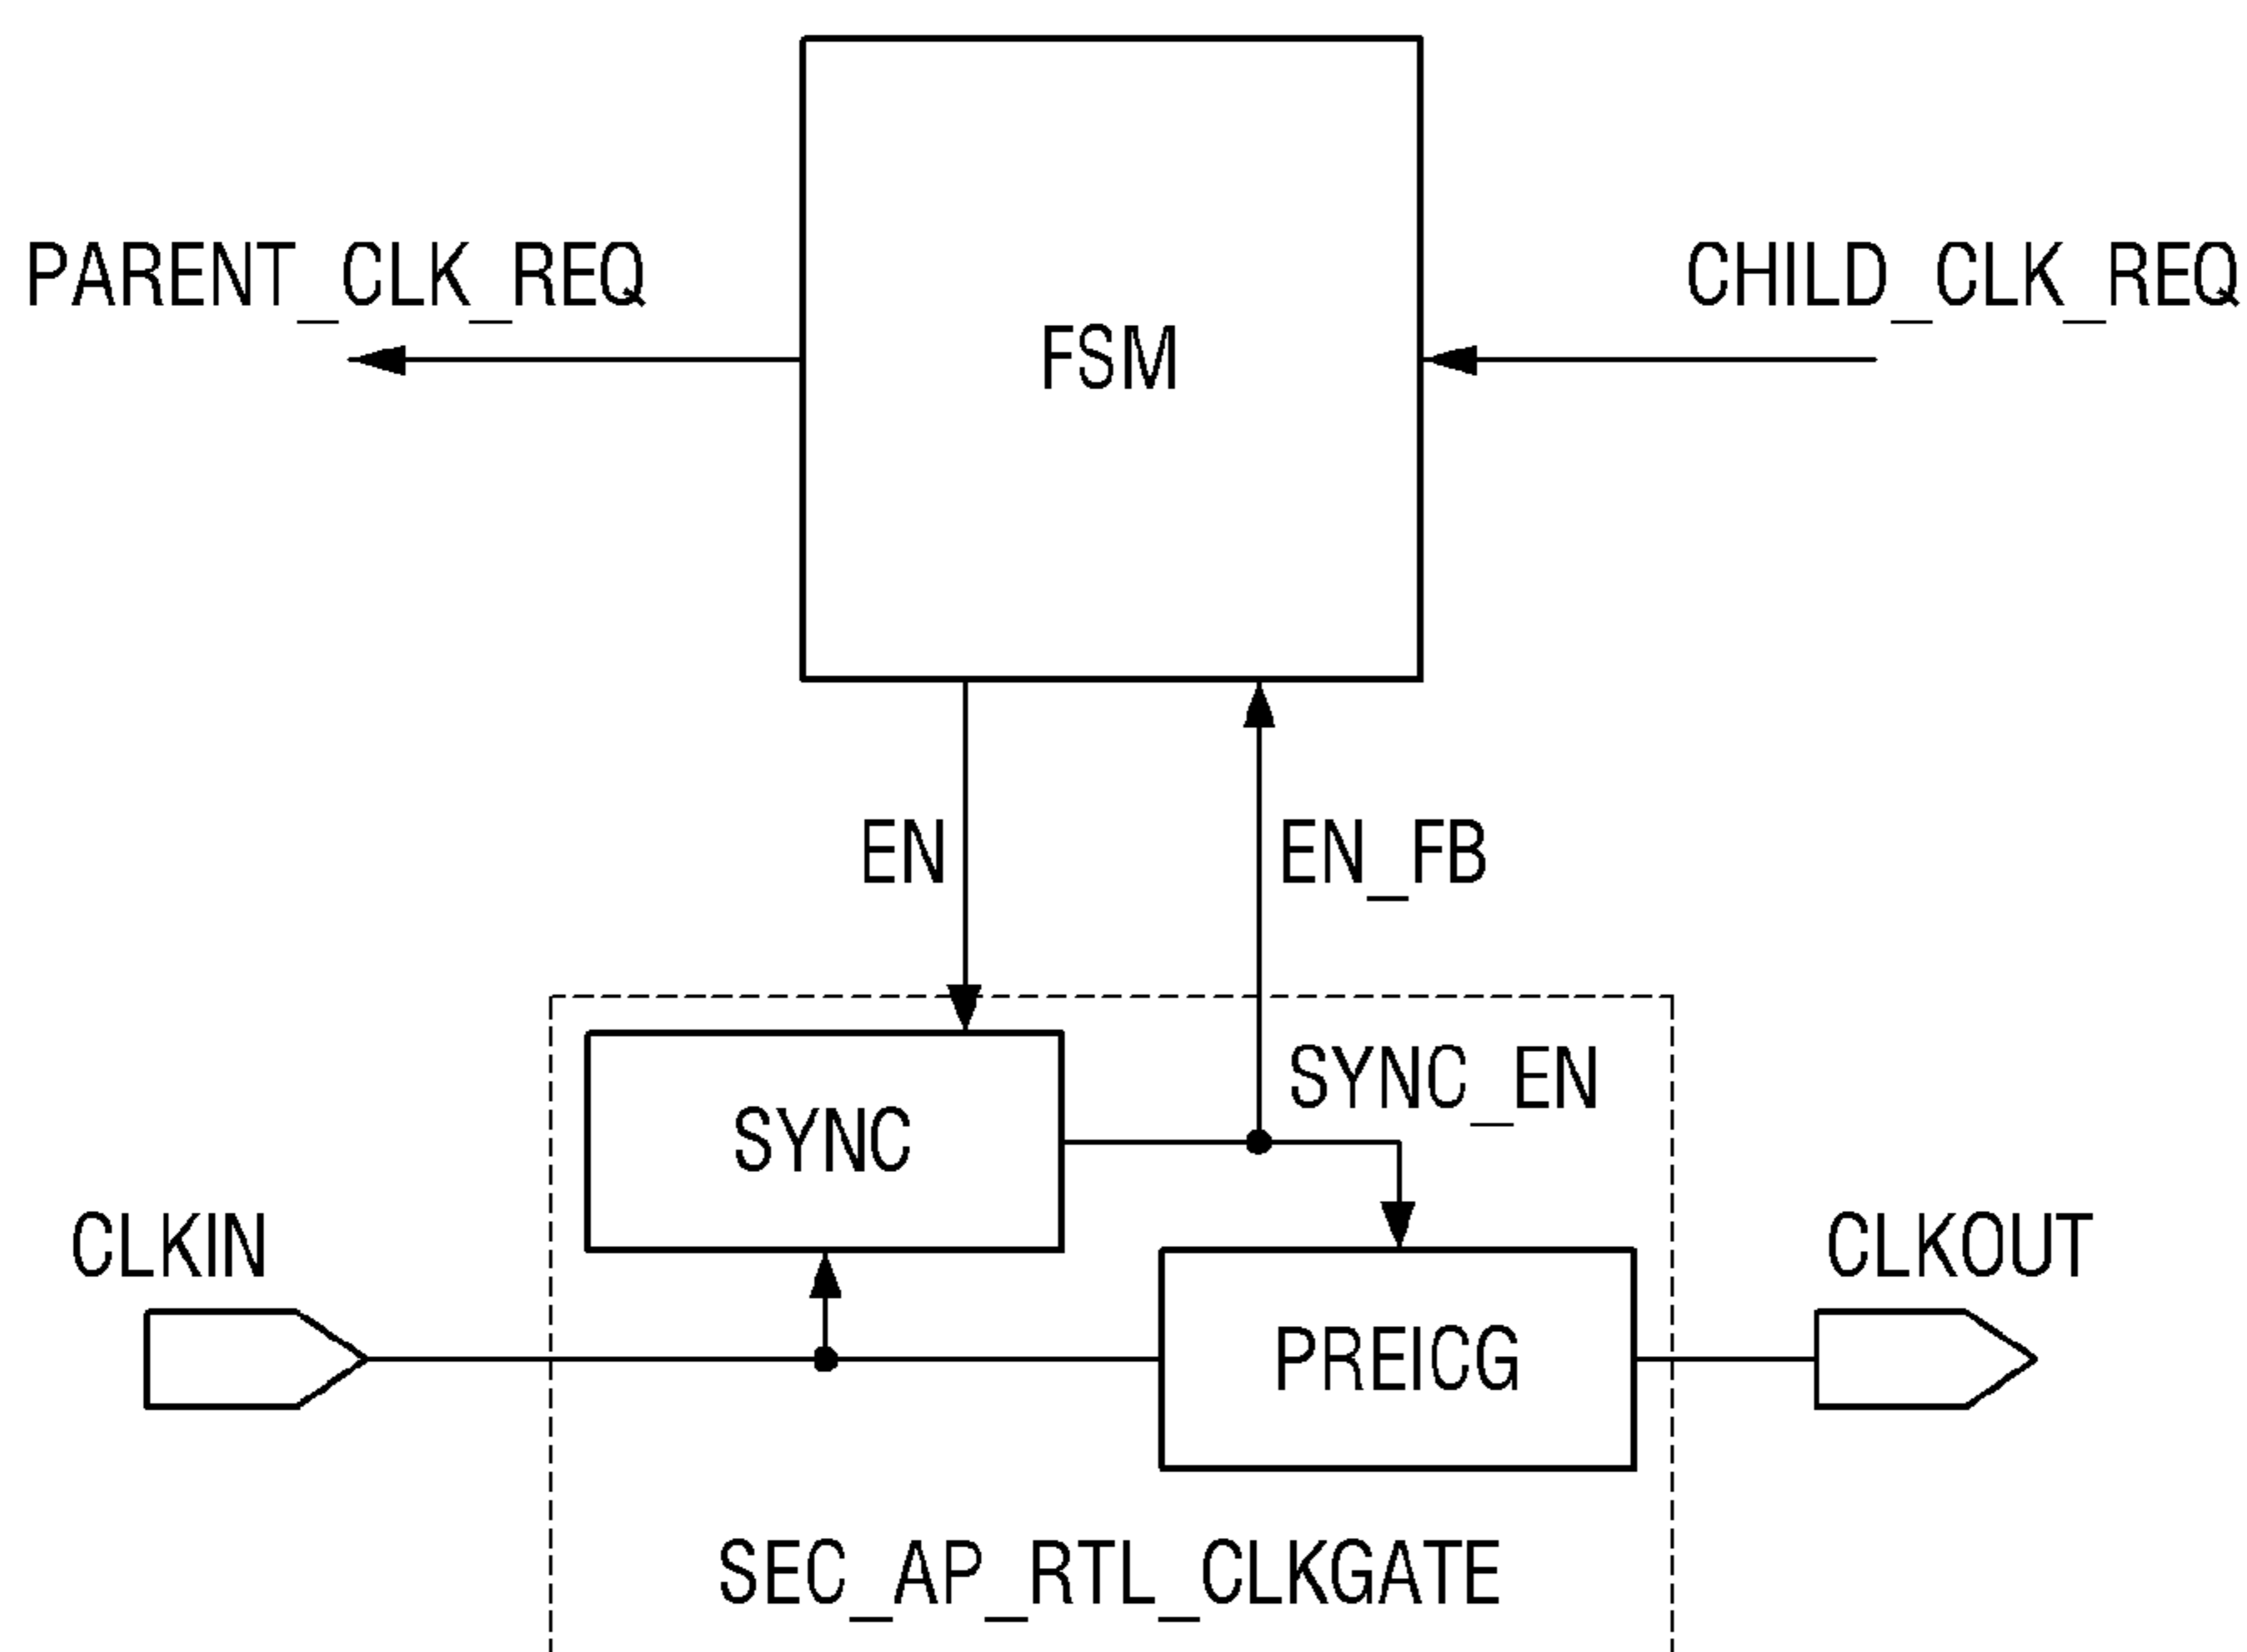 PARENT_CLK_REQ
CHILD_CLK_REQ
FSM
EN
EN_FB
SYNC_EN
SYNC
CLKIN
CLKOUT
PREICG
SEC_AP_RTL_CLKGATE